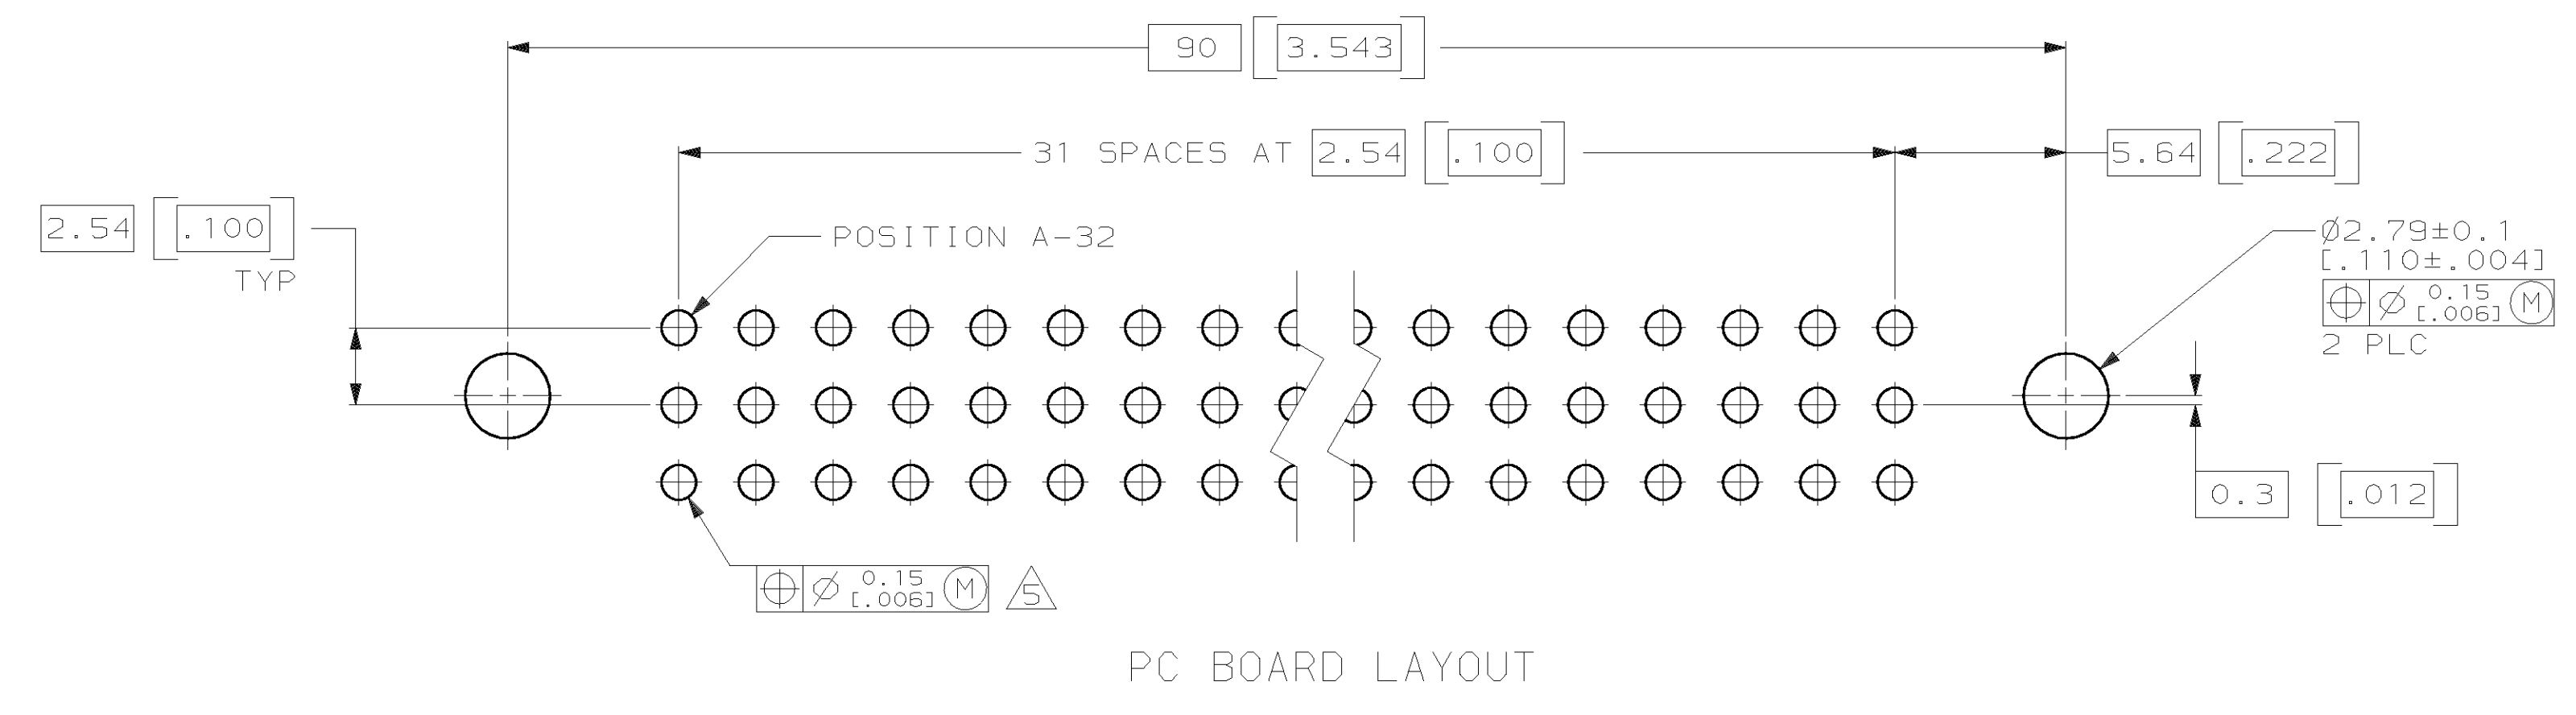 90 [3.543]
31 SPACES AT 2.54 [.100]
5.64 [.222]
2.54 [.100]
TYP
POSITION A-32
Ø2.79±0.1
[.110±.004]
⌖ Ø 0.15 [.006] Ⓜ
2 PLC
0.3 [.012]
⌖ Ø 0.15 [.006] Ⓜ 5
PC BOARD LAYOUT